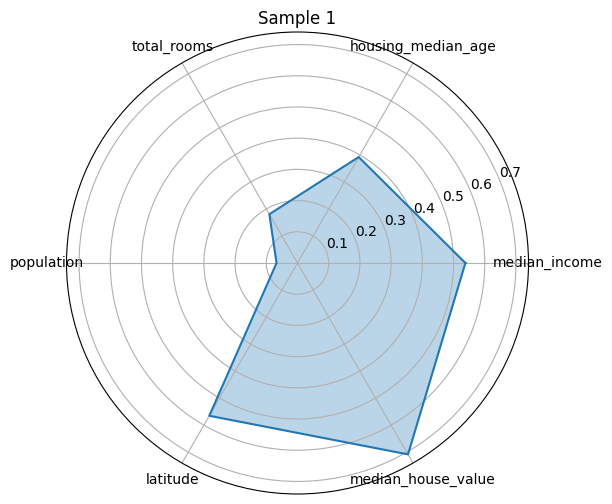 Sample 1
total_rooms
housing_median_age
0.7
0.6
0.5
0.4
0.3
0.2
0.1
population
median_income
latitude
median_house_value